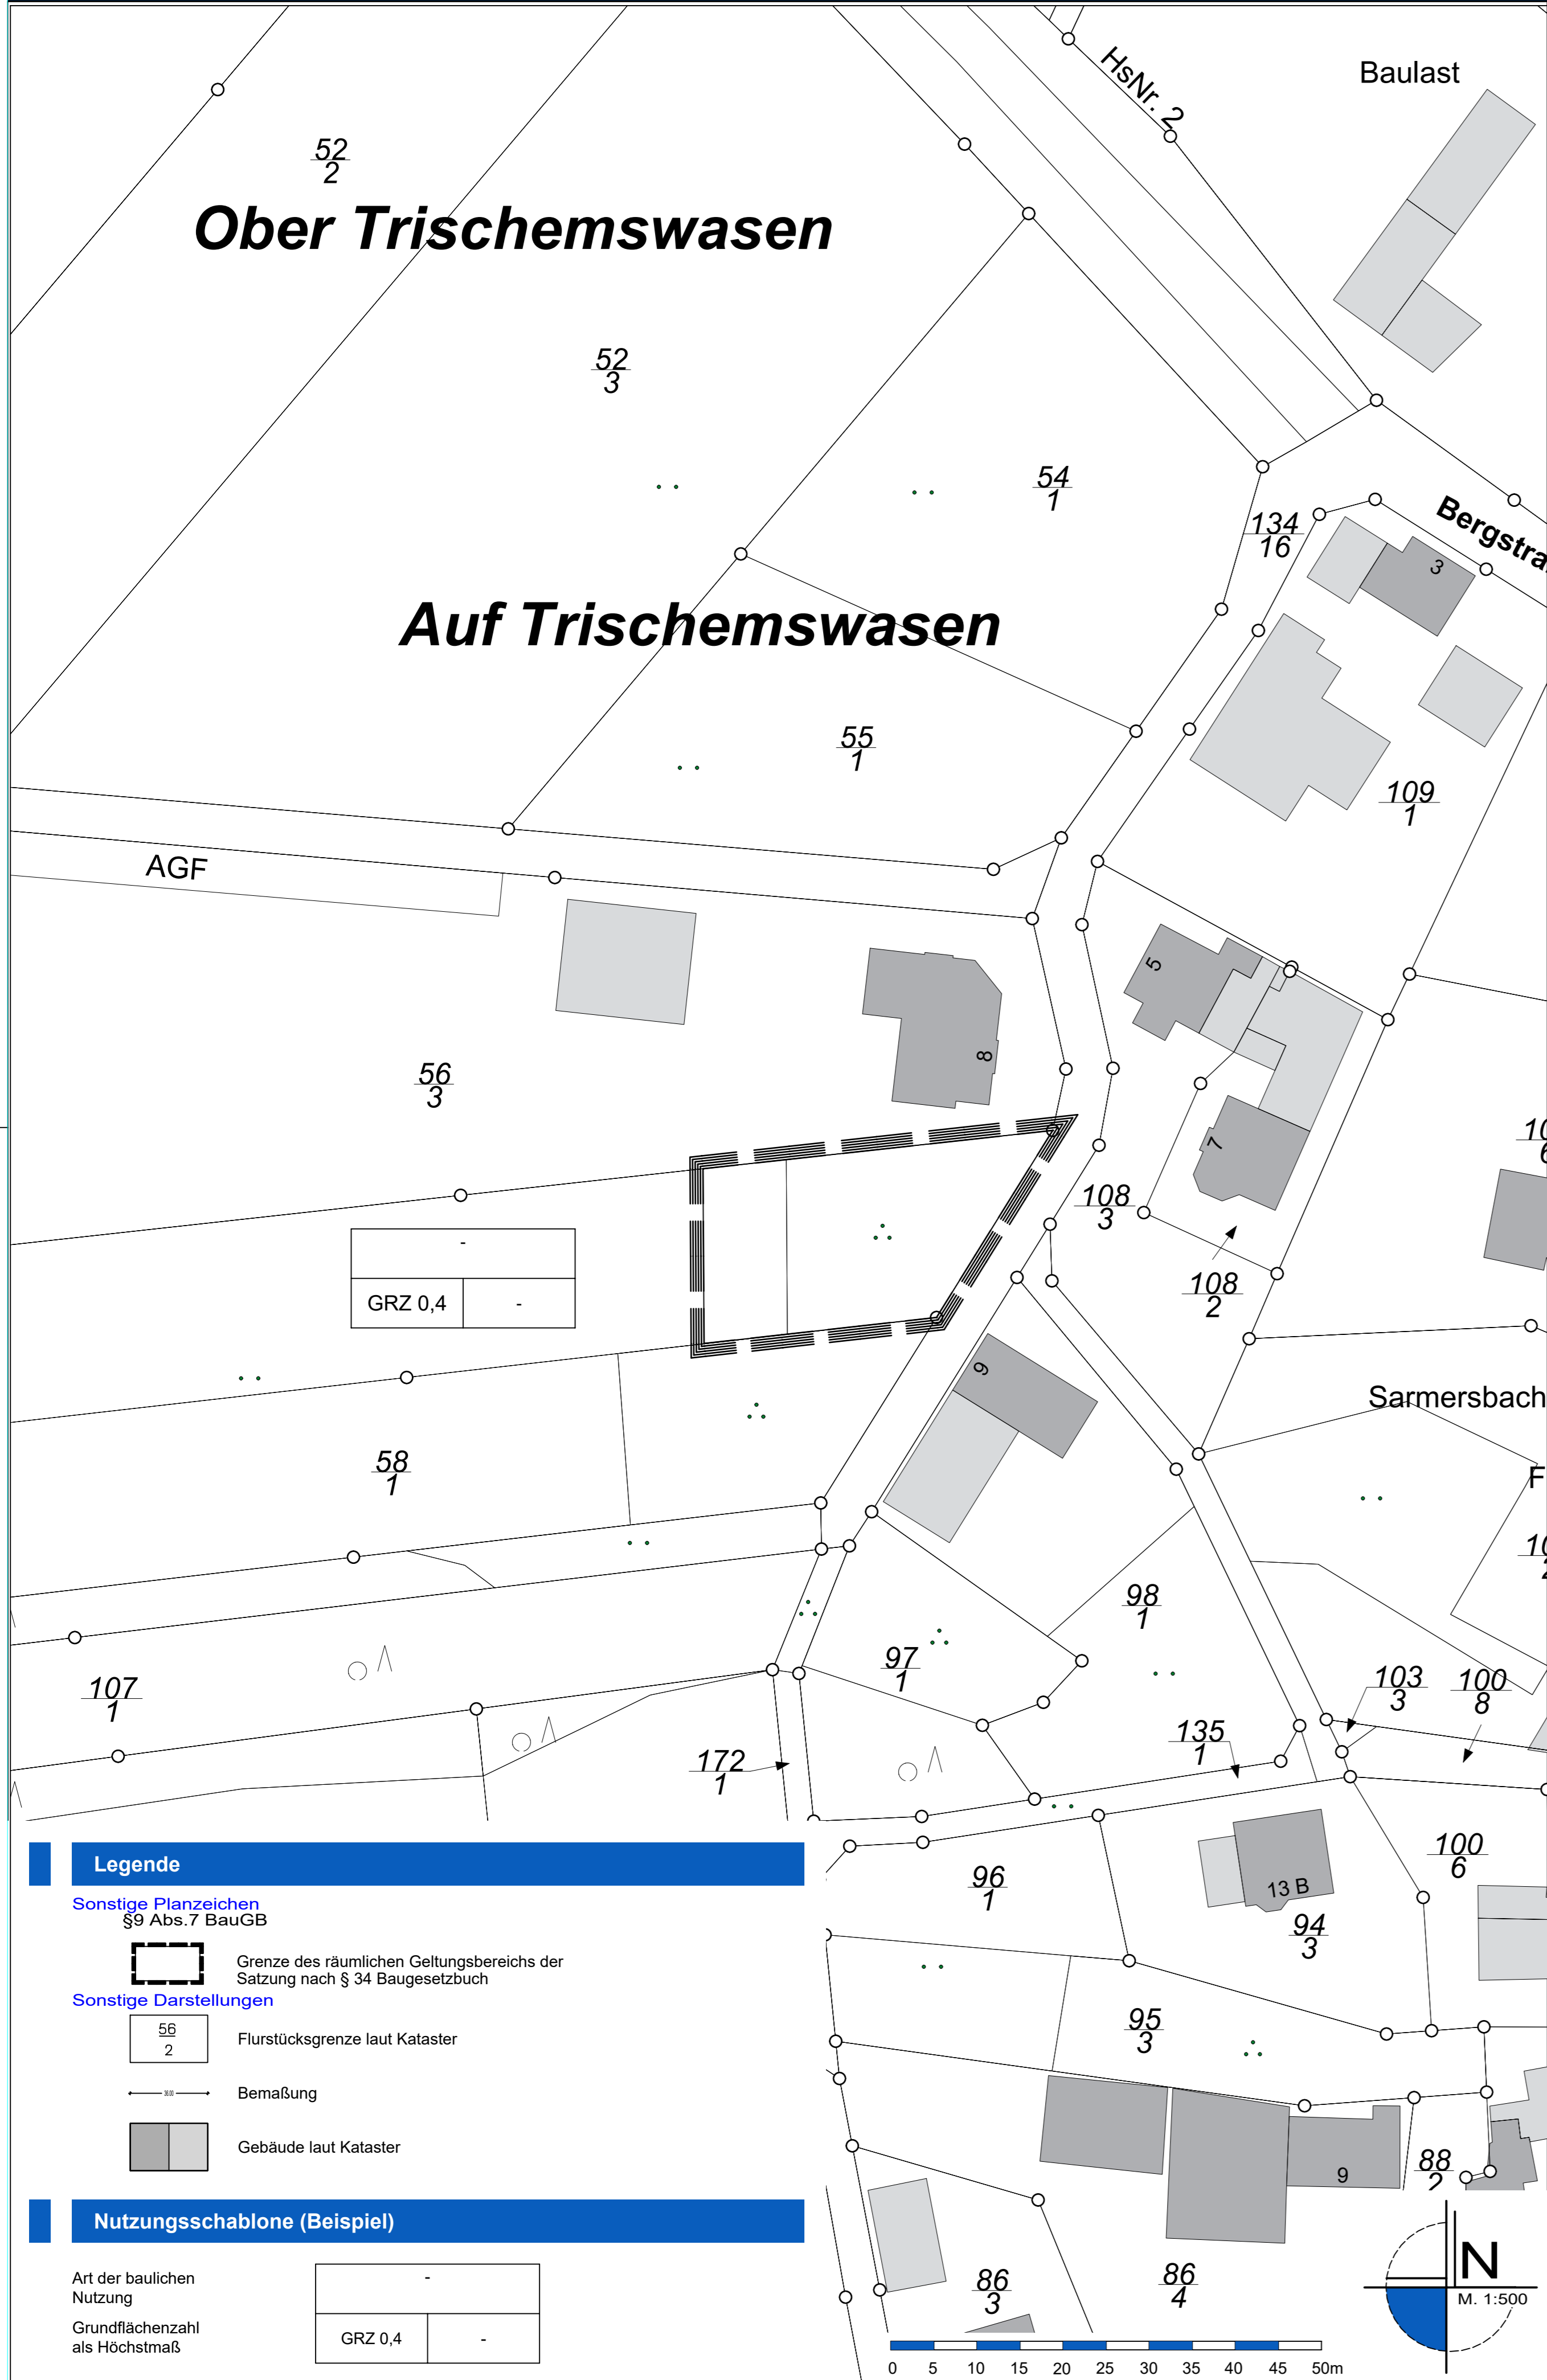 HsNr. 2
Baulast
52
2
Ober Trischemswasen
52
3
54
1
134
16
Bergstra
3
Auf Trischemswasen
55
1
109
1
AGF
5
8
56
3
7
108
3
-
GRZ 0,4
-
108
2
9
Sarmersbach
58
1
98
1
97
1
107
1
103
3
100
8
135
1
172
1
96
1
13 B
94
3
100
6
95
3
9
88
2
86
3
86
4
Legende
Sonstige Planzeichen
§9 Abs.7 BauGB
Grenze des räumlichen Geltungsbereichs der
Satzung nach § 34 Baugesetzbuch
Sonstige Darstellungen
56
2
Flurstücksgrenze laut Kataster
Bemaßung
Gebäude laut Kataster
Nutzungsschablone (Beispiel)
Art der baulichen
Nutzung
-
Grundflächenzahl
als Höchstmaß
GRZ 0,4
-
N
M. 1:500
0 5 10 15 20 25 30 35 40 45 50m